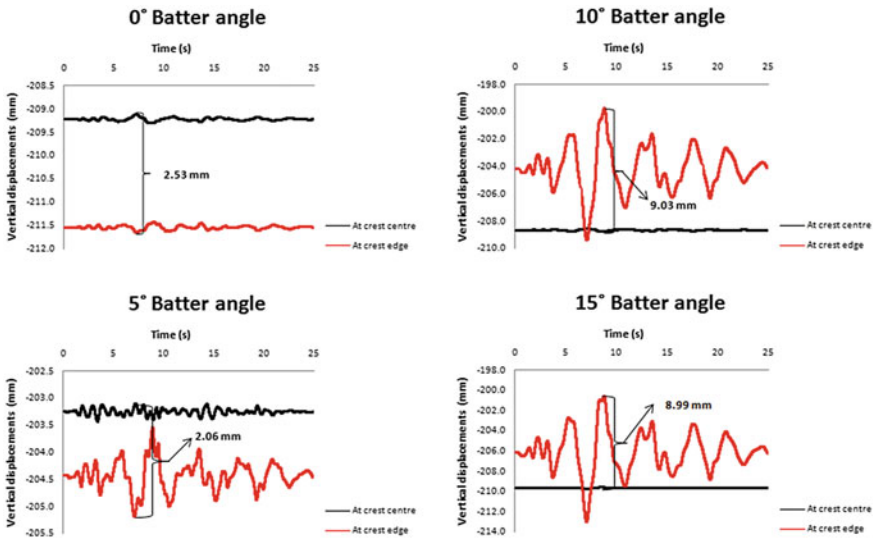 0° Batter angle
Time (s)
0 5 10 15 20 25
Vertical displacements (mm)
-208.5
-209.0
-209.5
-210.0
-210.5
-211.0
-211.5
-212.0
2.53 mm
At crest centre
At crest edge
10° Batter angle
Time (s)
0 5 10 15 20 25
Vertical displacements (mm)
-198.0
-200.0
-202.0
-204.0
-206.0
-208.0
-210.0
9.03 mm
At crest centre
At crest edge
5° Batter angle
Time (s)
0 5 10 15 20 25
Vertical displacements (mm)
-202.5
-203.0
-203.5
-204.0
-204.5
-205.0
-205.5
2.06 mm
At crest centre
At crest edge
15° Batter angle
Time (s)
0 5 10 15 20 25
Vertical displacements (mm)
-198.0
-200.0
-202.0
-204.0
-206.0
-208.0
-210.0
-212.0
-214.0
8.99 mm
At crest centre
At crest edge